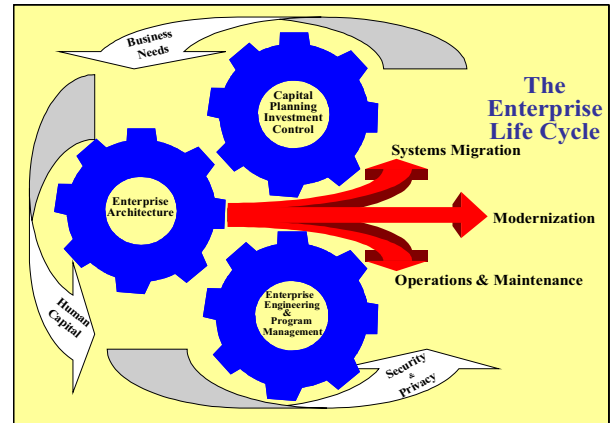 Business
Needs
The
Enterprise
Life Cycle
Capital
Planning
Investment
Control
Systems Migration
Enterprise
Architecture
Modernization
Operations & Maintenance
Human
Capital
Enterprise
Engineering
&
Program
Management
Security
&
Privacy